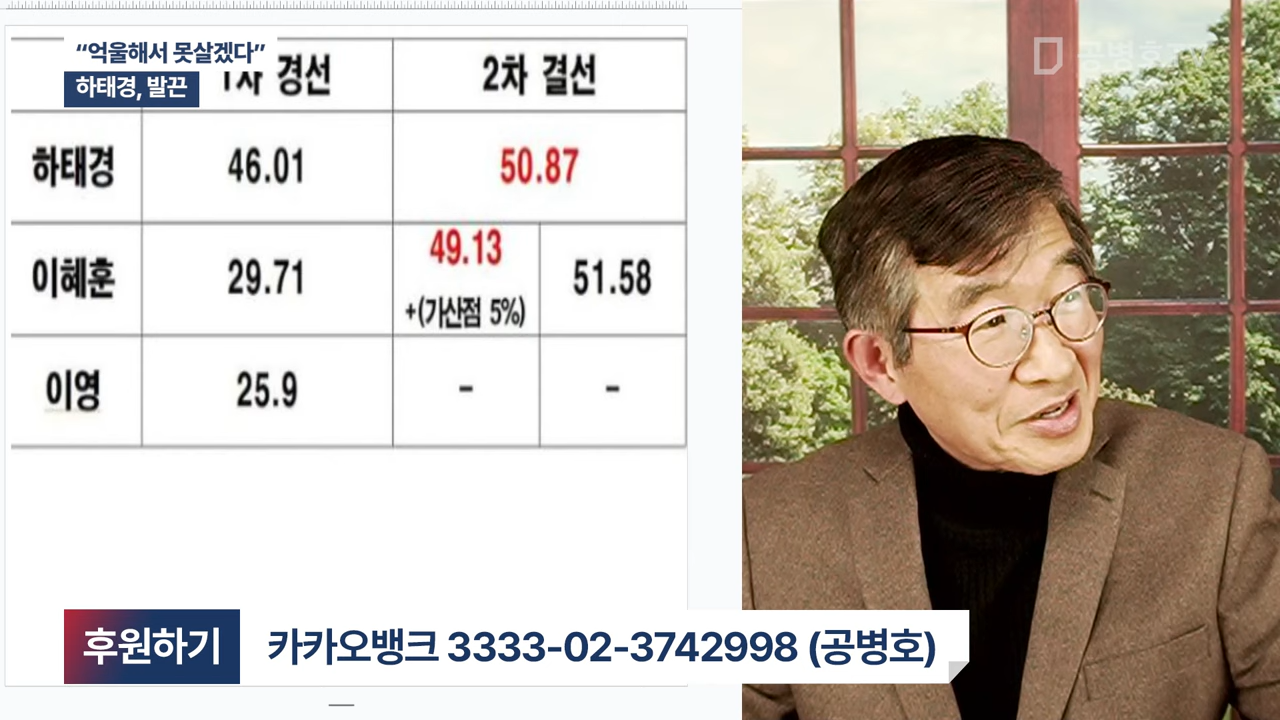 “억울해서 못살겠다”
하태경, 발끈
1차 경선
2차 결선
하태경
46.01
50.87
이혜훈
29.71
49.13
+(가산점 5%)
51.58
이영
25.9
-
-
공병호
후원하기
카카오뱅크 3333-02-3742998 (공병호)